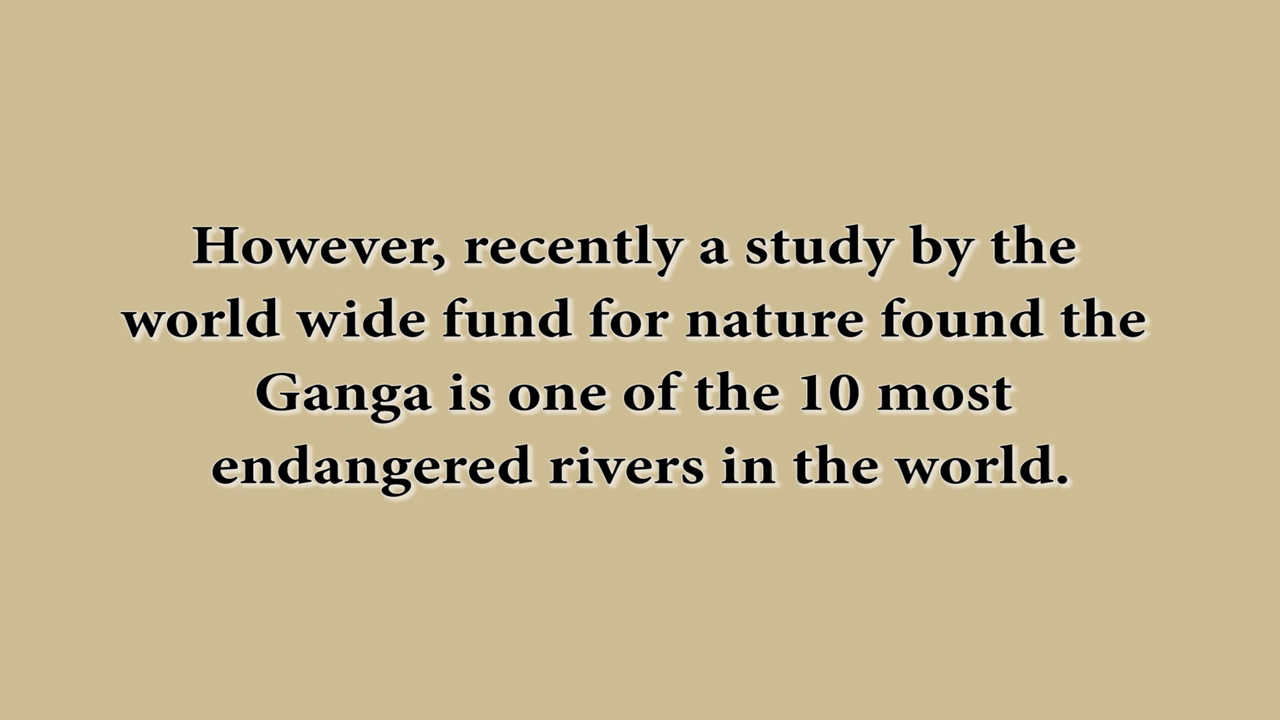 However, recently a study by the
world wide fund for nature found the
Ganga is one of the 10 most
endangered rivers in the world.